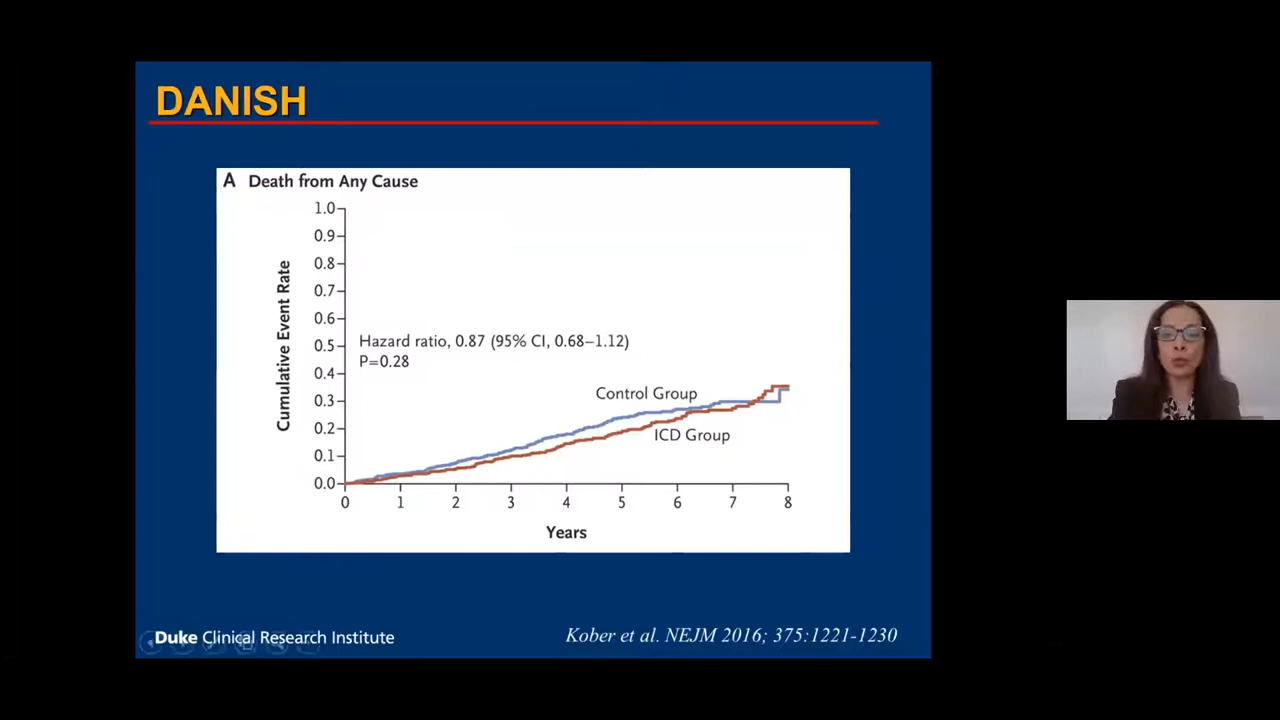 DANISH
A Death from Any Cause
1.0
0.9
0.8
0.7
0.6
0.5
0.4
0.3
0.2
0.1
0.0
Cumulative Event Rate
Hazard ratio, 0.87 (95% CI, 0.68–1.12)
P=0.28
Control Group
ICD Group
0 1 2 3 4 5 6 7 8
Years
Duke Clinical Research Institute
Kober et al. NEJM 2016; 375:1221-1230